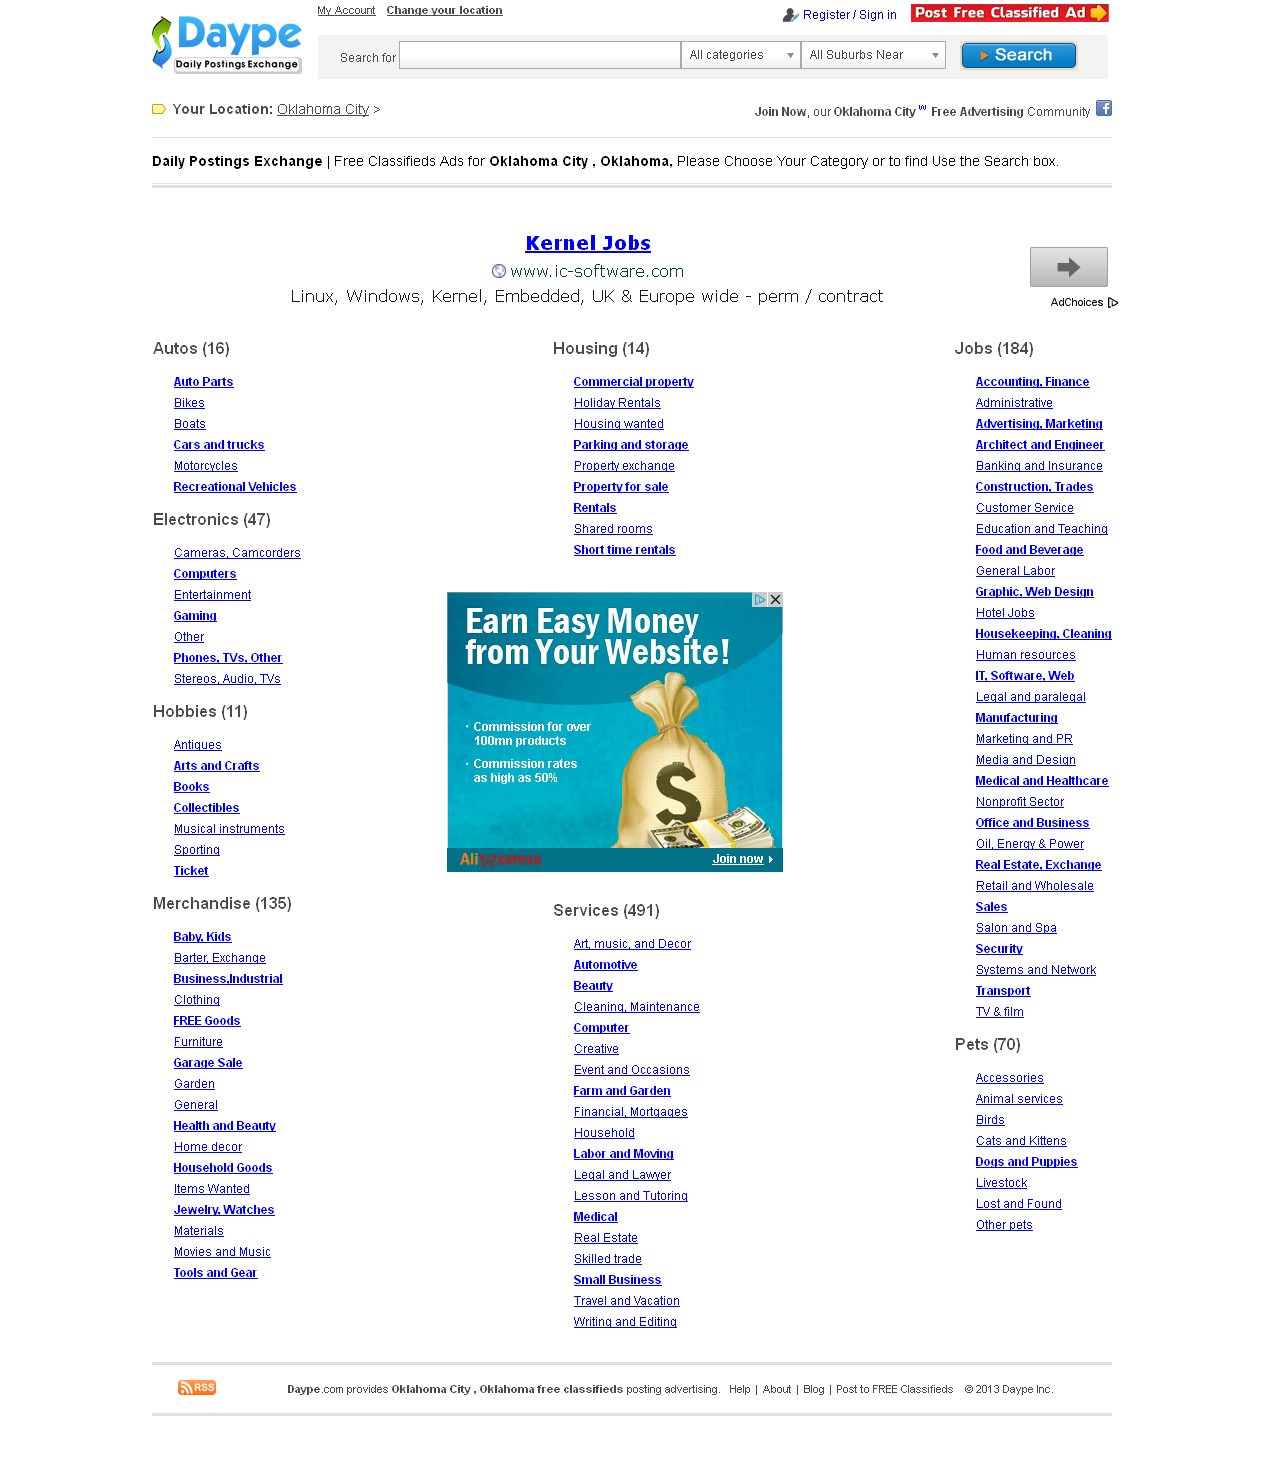 My Account Change your location
Register / Sign in
Post Free Classified Ad
Daype
Daily Postings Exchange
Search for
All categories
All Suburbs Near
Search
Your Location: Oklahoma City >
Join Now, our Oklahoma City w Free Advertising Community
Daily Postings Exchange | Free Classifieds Ads for Oklahoma City , Oklahoma, Please Choose Your Category or to find Use the Search box.
Kernel Jobs
www.ic-software.com
Linux, Windows, Kernel, Embedded, UK & Europe wide - perm / contract
AdChoices
Autos (16)
Auto Parts
Bikes
Boats
Cars and trucks
Motorcycles
Recreational Vehicles
Electronics (47)
Cameras, Camcorders
Computers
Entertainment
Gaming
Other
Phones, TVs, Other
Stereos, Audio, TVs
Hobbies (11)
Antiques
Arts and Crafts
Books
Collectibles
Musical instruments
Sporting
Ticket
Merchandise (135)
Baby, Kids
Barter, Exchange
Business,Industrial
Clothing
FREE Goods
Furniture
Garage Sale
Garden
General
Health and Beauty
Home decor
Household Goods
Items Wanted
Jewelry, Watches
Materials
Movies and Music
Tools and Gear
Housing (14)
Commercial property
Holiday Rentals
Housing wanted
Parking and storage
Property exchange
Property for sale
Rentals
Shared rooms
Short time rentals
Earn Easy Money
from Your Website!
· Commission for over
100mn products
· Commission rates
as high as 50%
$
AliExpress
Join now
Services (491)
Art, music, and Decor
Automotive
Beauty
Cleaning, Maintenance
Computer
Creative
Event and Occasions
Farm and Garden
Financial, Mortgages
Household
Labor and Moving
Legal and Lawyer
Lesson and Tutoring
Medical
Real Estate
Skilled trade
Small Business
Travel and Vacation
Writing and Editing
Jobs (184)
Accounting, Finance
Administrative
Advertising, Marketing
Architect and Engineer
Banking and Insurance
Construction, Trades
Customer Service
Education and Teaching
Food and Beverage
General Labor
Graphic, Web Design
Hotel Jobs
Housekeeping, Cleaning
Human resources
IT, Software, Web
Legal and paralegal
Manufacturing
Marketing and PR
Media and Design
Medical and Healthcare
Nonprofit Sector
Office and Business
Oil, Energy & Power
Real Estate, Exchange
Retail and Wholesale
Sales
Salon and Spa
Security
Systems and Network
Transport
TV & film
Pets (70)
Accessories
Animal services
Birds
Cats and Kittens
Dogs and Puppies
Livestock
Lost and Found
Other pets
RSS
Daype.com provides Oklahoma City , Oklahoma free classifieds posting advertising. Help | About | Blog | Post to FREE Classifieds © 2013 Daype Inc.